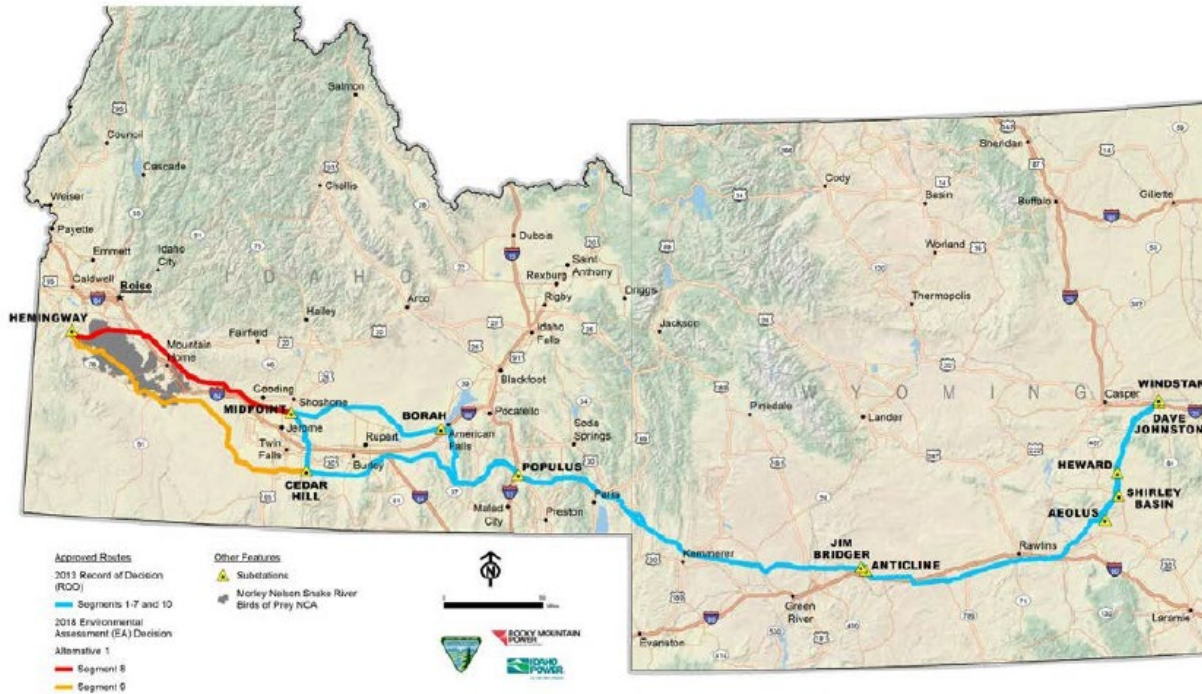 Salmon
Council
Cascade
Challis
Weiser
Payette
Emmett
Idaho
City
Caldwell
Boise
IDAHO
HEMINGWAY
Mountain
Home
Fairfield
Hailey
Arco
Gooding
Shoshone
MIDPOINT
Jerome
Twin
Falls
Rupert
Burley
CEDAR
HILL
BORAH
American
Falls
Pocatello
Blackfoot
Idaho
Falls
Rigby
Rexburg
Saint
Anthony
Dubois
Driggs
Soda
Springs
POPULUS
Malad
City
Preston
Paris
Sheridan
Cody
Basin
Buffalo
Gillette
Worland
Thermopolis
Jackson
WYOMING
Pinedale
Lander
Casper
WINDSTAR
DAVE
JOHNSTON
HEWARD
SHIRLEY
BASIN
AEOLUS
JIM
BRIDGER
ANTICLINE
Rawlins
Kemmerer
Green
River
Evanston
Laramie
Approved Routes
2013 Record of Decision
(ROD)
Segments 1-7 and 10
2018 Environmental
Assessment (EA) Decision
Alternative 1
Segment 8
Segment 9
Other Features
Substations
Morley Nelson Snake River
Birds of Prey NCA
N
0
Miles
ROCKY MOUNTAIN
POWER
IDAHO
POWER